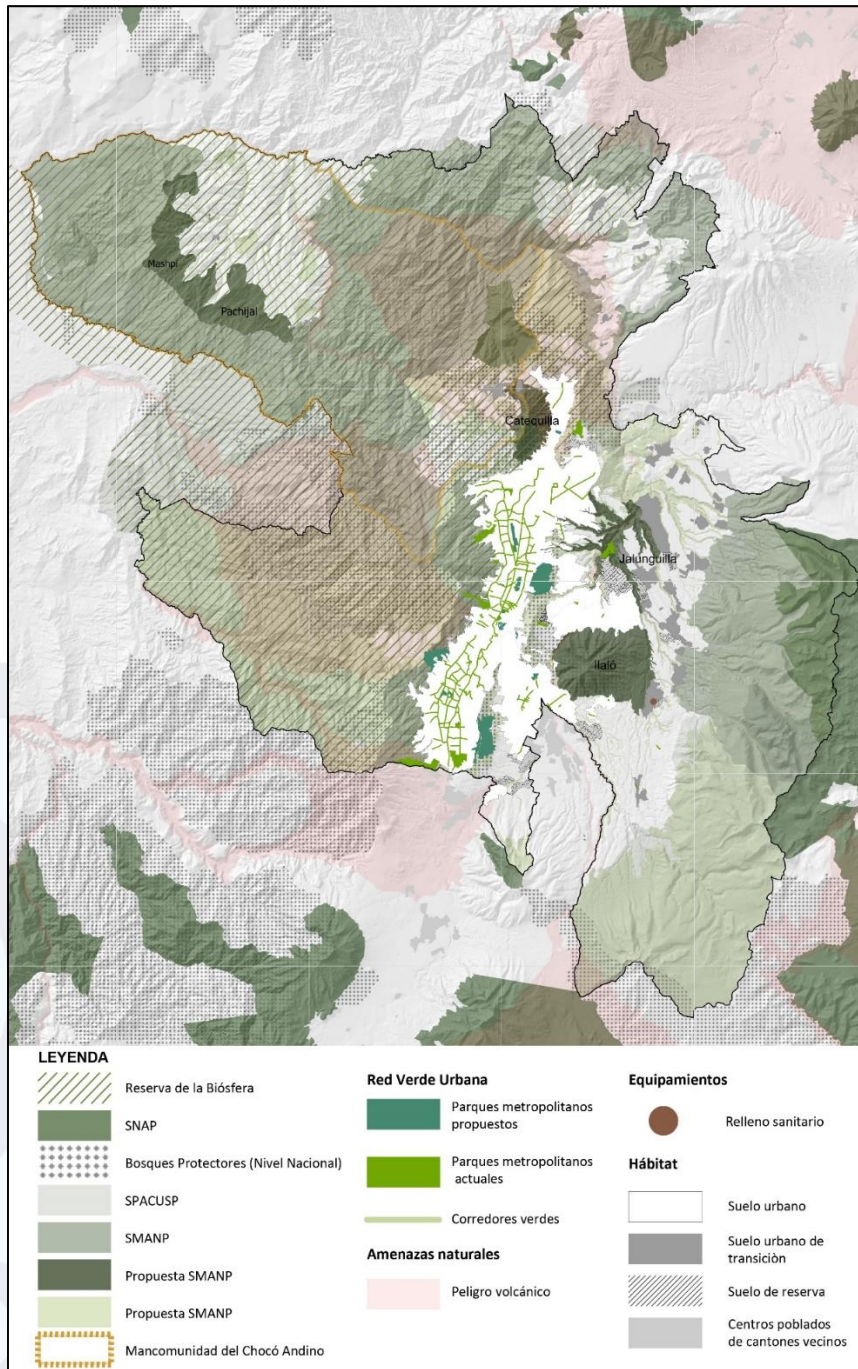 Mashpi
Pachijal
Catequilla
Jalunguilla
Ilaló
LEYENDA
Reserva de la Biósfera
SNAP
Bosques Protectores (Nivel Nacional)
SPACUSP
SMANP
Propuesta SMANP
Propuesta SMANP
Mancomunidad del Chocó Andino
Red Verde Urbana
Parques metropolitanos
propuestos
Parques metropolitanos
actuales
Corredores verdes
Amenazas naturales
Peligro volcánico
Equipamientos
Relleno sanitario
Hábitat
Suelo urbano
Suelo urbano de
transiciòn
Suelo de reserva
Centros poblados
de cantones vecinos